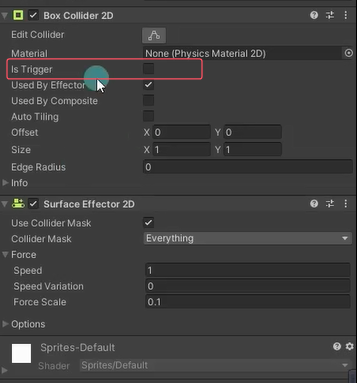 Box Collider 2D
Edit Collider
Material None (Physics Material 2D)
Is Trigger
Used By Effector
Used By Composite
Auto Tiling
Offset X 0 Y 0
Size X 1 Y 1
Edge Radius 0
Info
Surface Effector 2D
Use Collider Mask
Collider Mask Everything
Force
Speed 1
Speed Variation 0
Force Scale 0.1
Options
Sprites-Default
Shader Sprites/Default